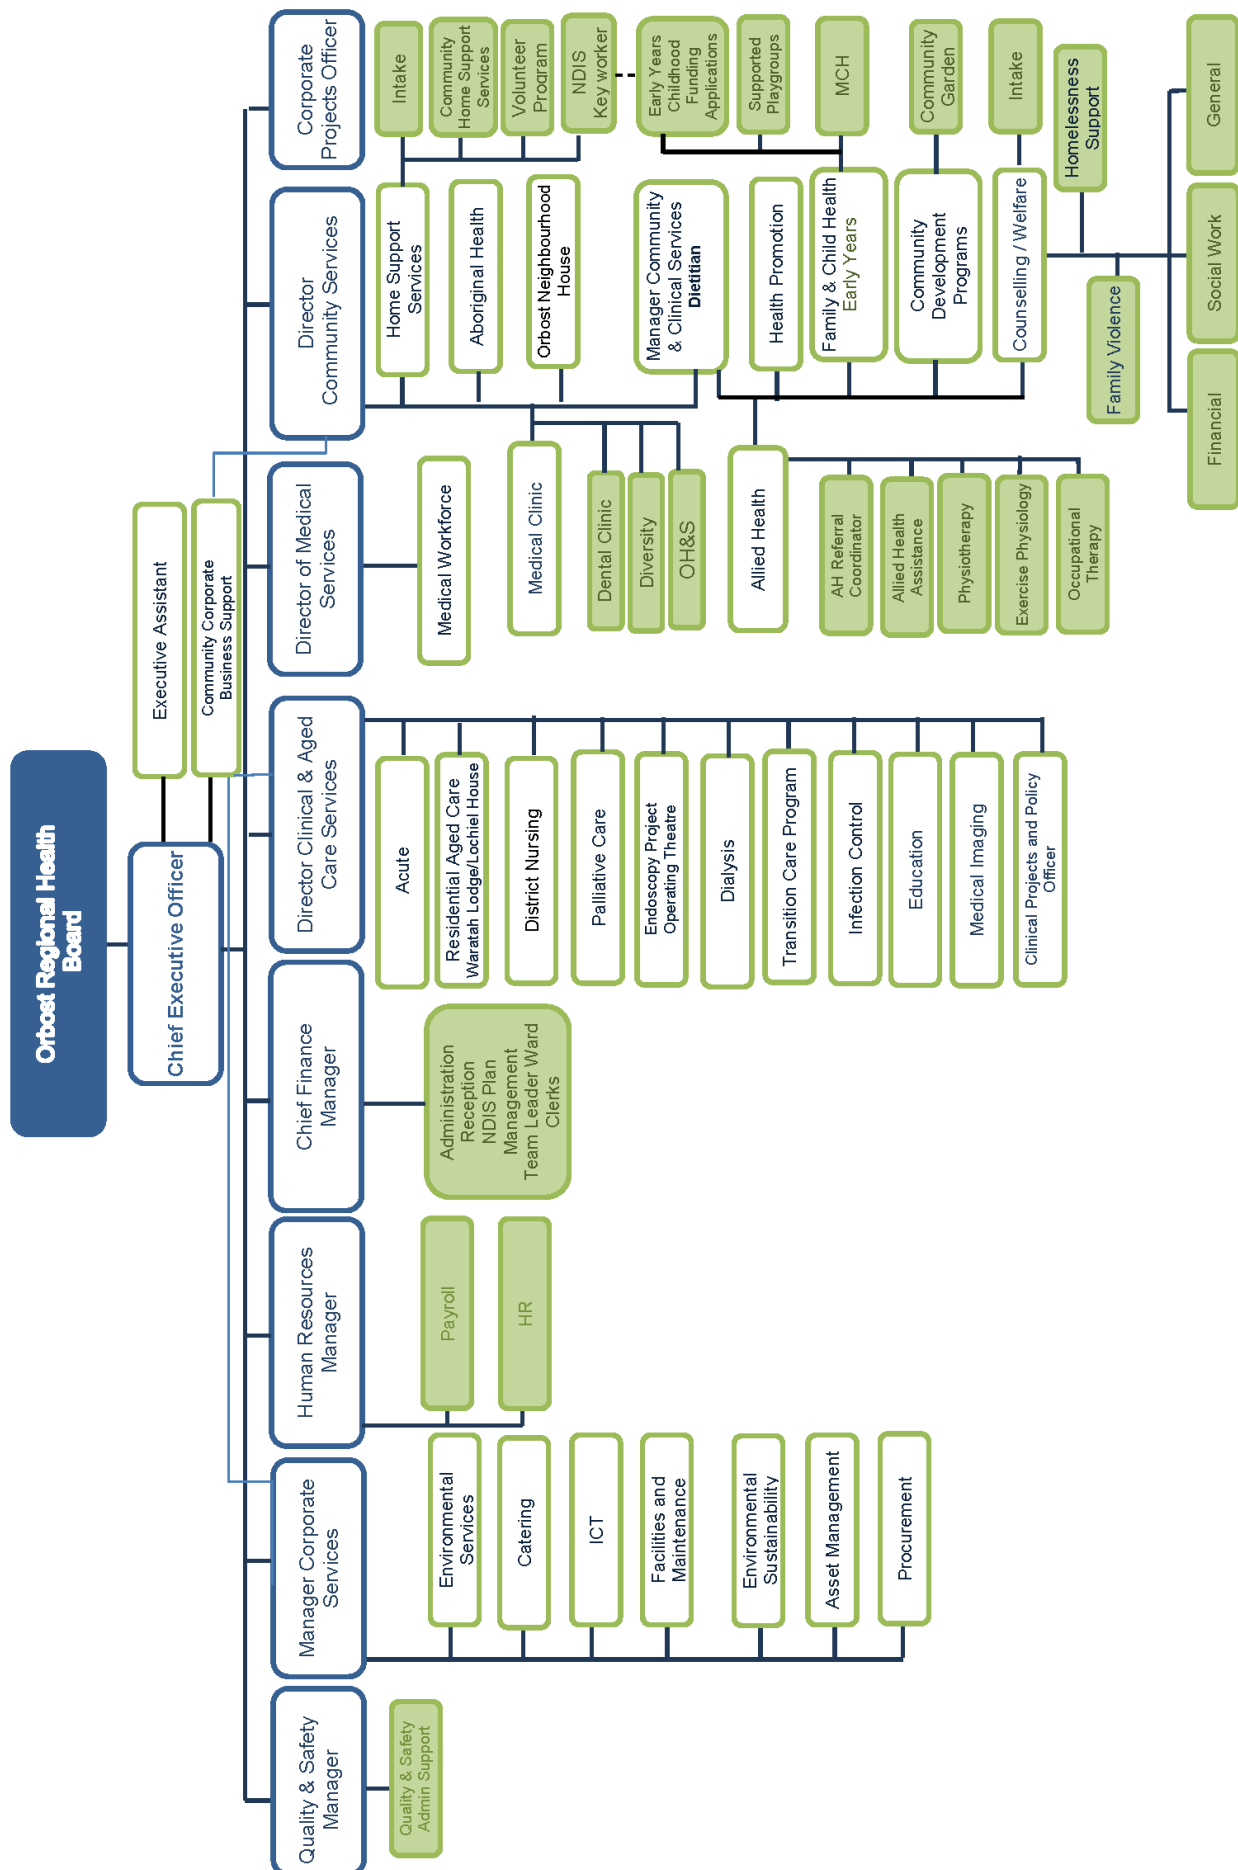 Orbost Regional Health
Board
Chief Executive Officer
Executive Assistant
Community Corporate
Business Support
Quality & Safety
Manager
Manager Corporate
Services
Human Resources
Manager
Chief Finance
Manager
Director Clinical & Aged
Care Services
Director of Medical
Services
Director
Community Services
Corporate
Projects Officer
Quality & Safety
Admin Support
Environmental
Services
Catering
ICT
Facilities and
Maintenance
Environmental
Sustainability
Asset Management
Procurement
Payroll
HR
Administration
Reception
NDIS Plan
Management
Team Leader Ward
Clerks
Acute
Residential Aged Care
Waratah Lodge/Lochiel House
District Nursing
Palliative Care
Endoscopy Project
Operating Theatre
Dialysis
Transition Care Program
Infection Control
Education
Medical Imaging
Clinical Projects and Policy
Officer
Medical Workforce
Medical Clinic
Dental Clinic
Diversity
OH&S
Allied Health
AH Referral
Coordinator
Allied Health
Assistance
Physiotherapy
Exercise Physiology
Occupational
Therapy
Home Support
Services
Aboriginal Health
Orbost Neighbourhood
House
Manager Community
& Clinical Services
Dietitian
Health Promotion
Family & Child Health
Early Years
Community
Development
Programs
Counselling / Welfare
Intake
Community
Home Support
Services
Volunteer
Program
NDIS
Key worker
Early Years
Childhood
Funding
Applications
Supported
Playgroups
MCH
Community
Garden
Intake
Homelessness
Support
Family Violence
Financial
Social Work
General